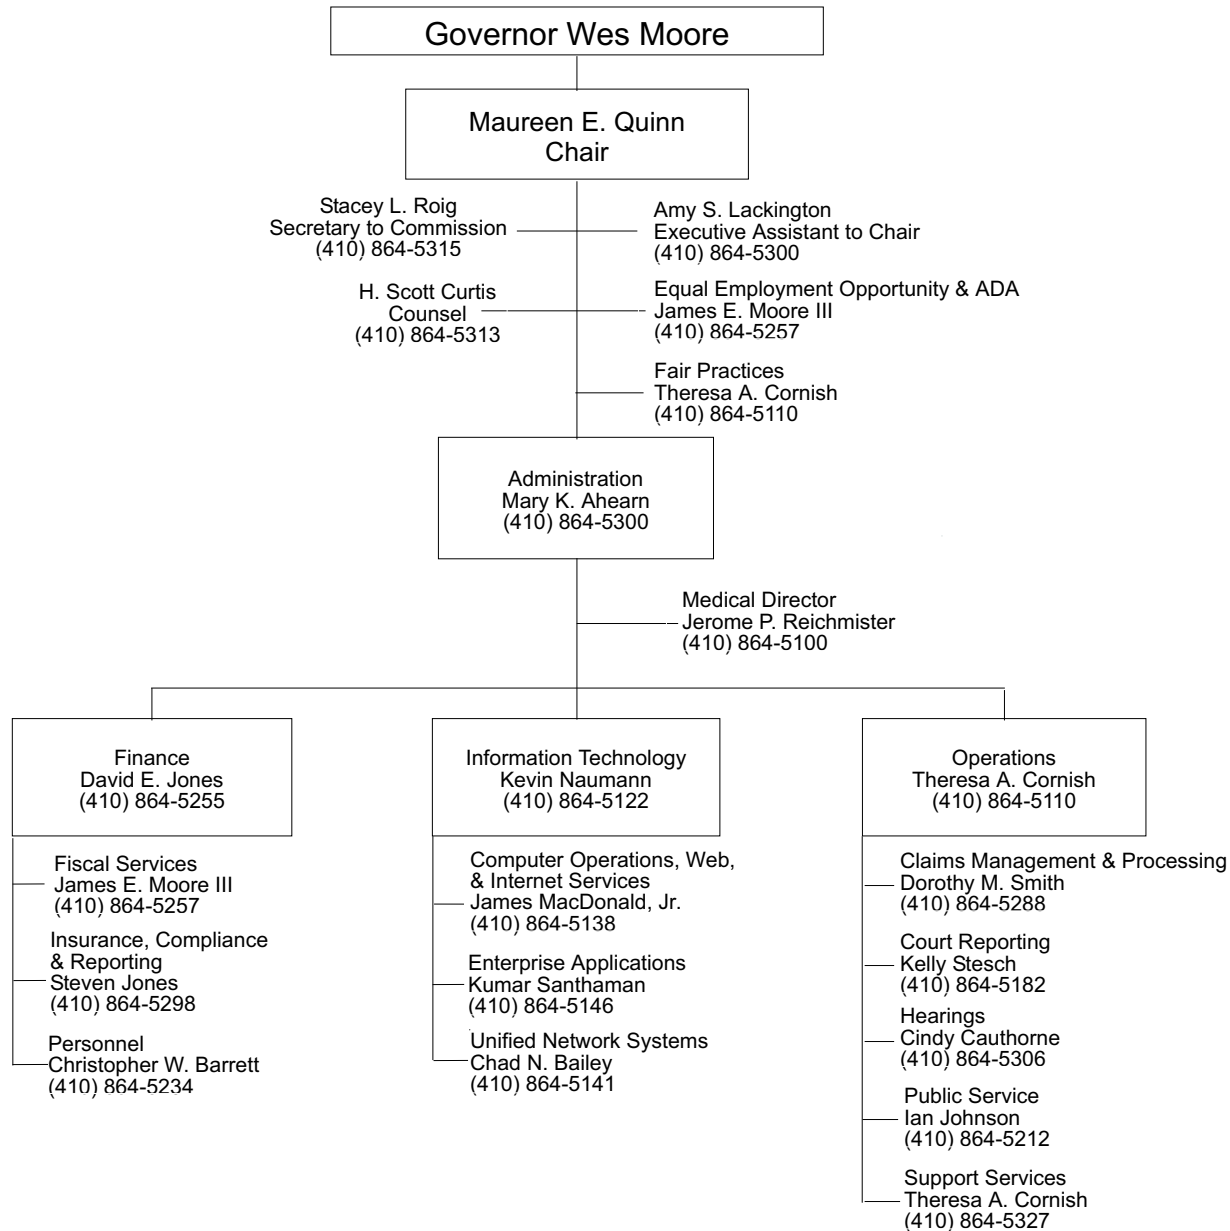 Governor Wes Moore
Maureen E. Quinn
Chair
Stacey L. Roig
Secretary to Commission
(410) 864-5315
Amy S. Lackington
Executive Assistant to Chair
(410) 864-5300
H. Scott Curtis
Counsel
(410) 864-5313
Equal Employment Opportunity & ADA
James E. Moore III
(410) 864-5257
Fair Practices
Theresa A. Cornish
(410) 864-5110
Administration
Mary K. Ahearn
(410) 864-5300
Medical Director
Jerome P. Reichmister
(410) 864-5100
Finance
David E. Jones
(410) 864-5255
Fiscal Services
James E. Moore III
(410) 864-5257
Insurance, Compliance
& Reporting
Steven Jones
(410) 864-5298
Personnel
Christopher W. Barrett
(410) 864-5234
Information Technology
Kevin Naumann
(410) 864-5122
Computer Operations, Web,
& Internet Services
James MacDonald, Jr.
(410) 864-5138
Enterprise Applications
Kumar Santhaman
(410) 864-5146
Unified Network Systems
Chad N. Bailey
(410) 864-5141
Operations
Theresa A. Cornish
(410) 864-5110
Claims Management & Processing
Dorothy M. Smith
(410) 864-5288
Court Reporting
Kelly Stesch
(410) 864-5182
Hearings
Cindy Cauthorne
(410) 864-5306
Public Service
Ian Johnson
(410) 864-5212
Support Services
Theresa A. Cornish
(410) 864-5327